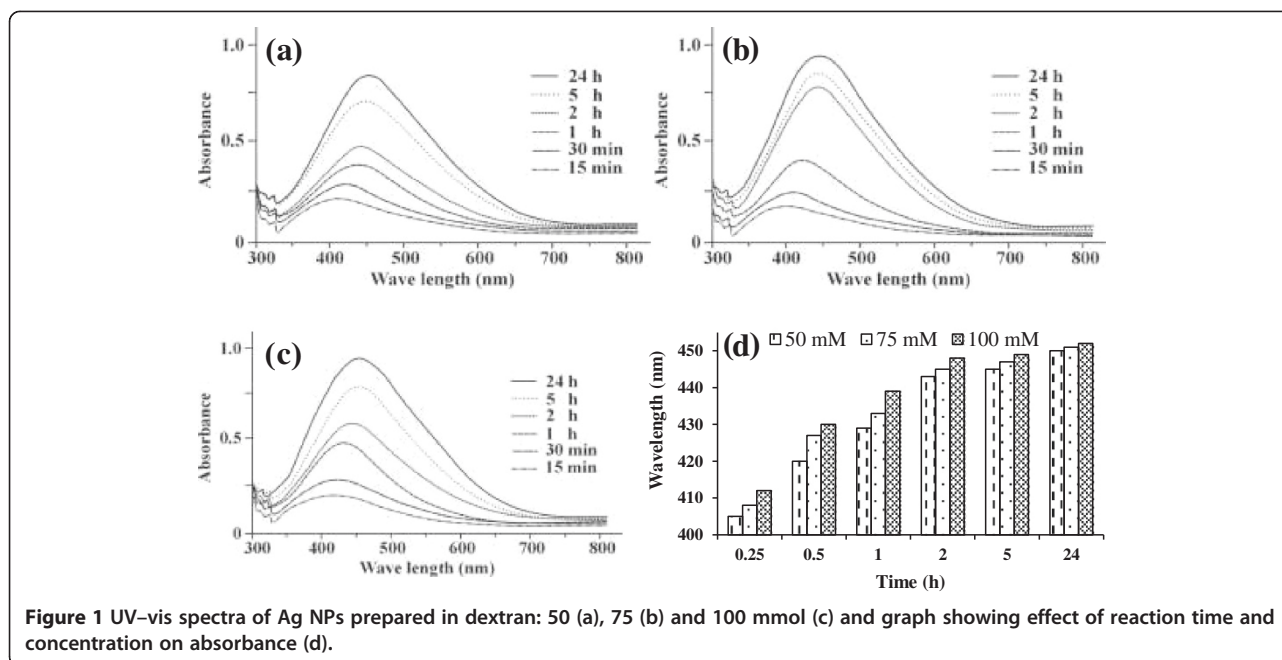 (a)
1.0
0.5
0
Absorbance
24 h
5 h
2 h
1 h
30 min
15 min
300 400 500 600 700 800
Wave length (nm)
(b)
1.0
0.5
0
Absorbance
24 h
5 h
2 h
1 h
30 min
15 min
300 400 500 600 700 800
Wave length (nm)
(c)
1.0
0.5
0
Absorbance
24 h
5 h
2 h
1 h
30 min
15 min
300 400 500 600 700 800
Wave length (nm)
(d)
50 mM 75 mM 100 mM
450
440
430
420
410
400
Wavelength (nm)
0.25 0.5 1 2 5 24
Time (h)
Figure 1 UV–vis spectra of Ag NPs prepared in dextran: 50 (a), 75 (b) and 100 mmol (c) and graph showing effect of reaction time and
concentration on absorbance (d).